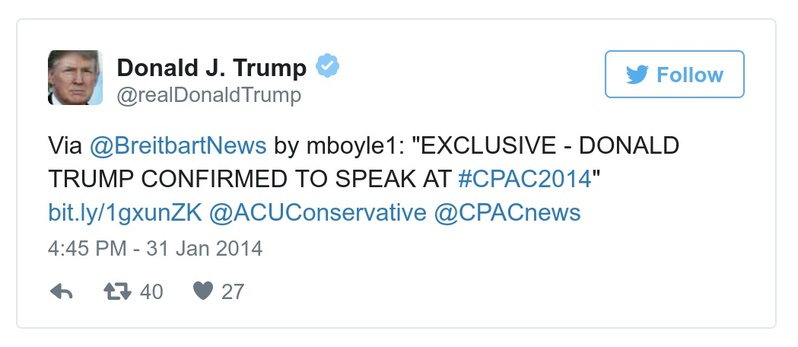 Donald J. Trump
@realDonaldTrump
Follow
Via @BreitbartNews by mboyle1: "EXCLUSIVE - DONALD
TRUMP CONFIRMED TO SPEAK AT #CPAC2014"
bit.ly/1gxunZK @ACUConservative @CPACnews
4:45 PM - 31 Jan 2014
40 27